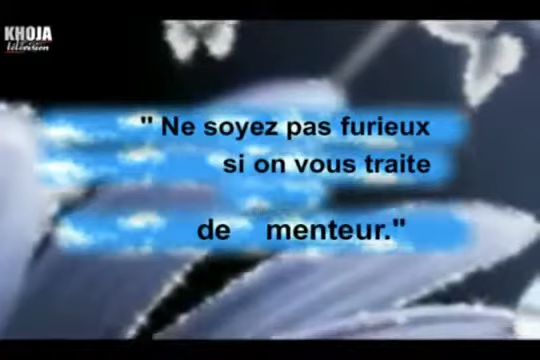 KHOJA
télévision
" Ne soyez pas furieux
si on vous traite
de menteur."